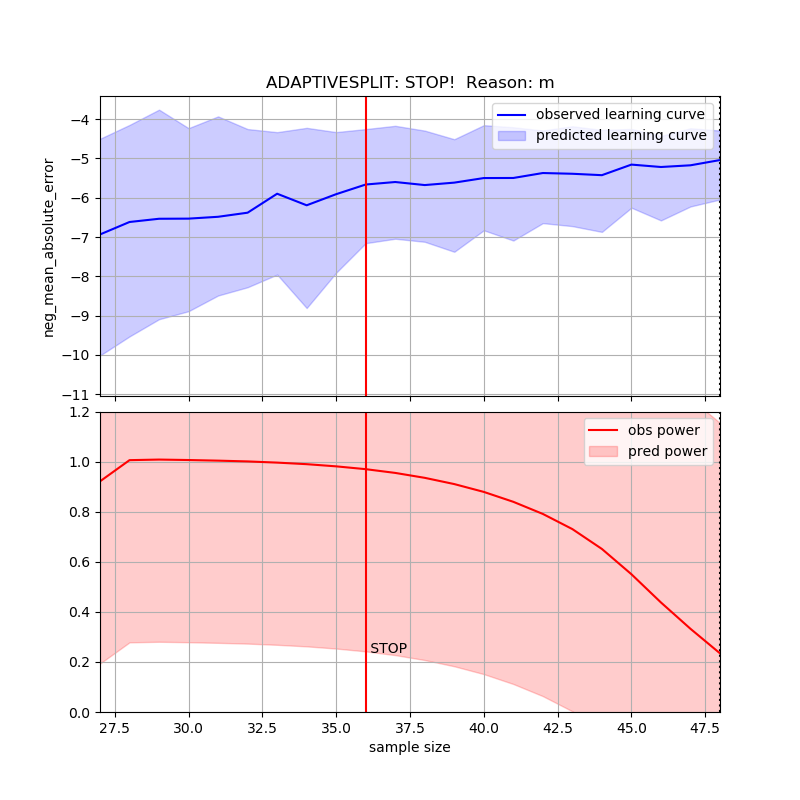 ADAPTIVESPLIT: STOP!  Reason: m
observed learning curve
predicted learning curve
neg_mean_absolute_error
−4
−5
−6
−7
−8
−9
−10
−11
obs power
pred power
STOP
1.2
1.0
0.8
0.6
0.4
0.2
0.0
27.5 30.0 32.5 35.0 37.5 40.0 42.5 45.0 47.5
sample size